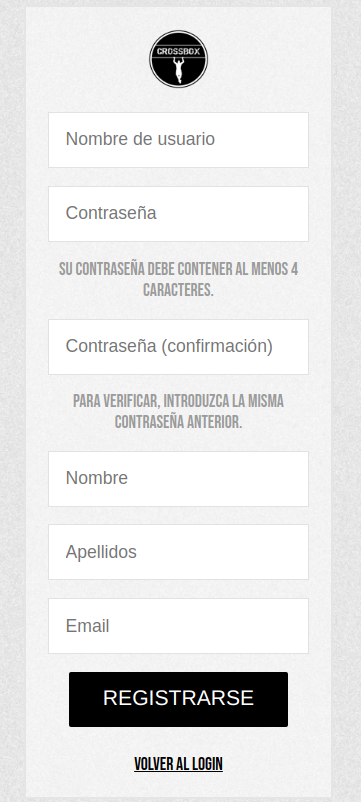 CROSSBOX
Nombre de usuario
Contraseña
SU CONTRASEÑA DEBE CONTENER AL MENOS 4
CARACTERES.
Contraseña (confirmación)
PARA VERIFICAR, INTRODUZCA LA MISMA
CONTRASEÑA ANTERIOR.
Nombre
Apellidos
Email
REGISTRARSE
VOLVER AL LOGIN